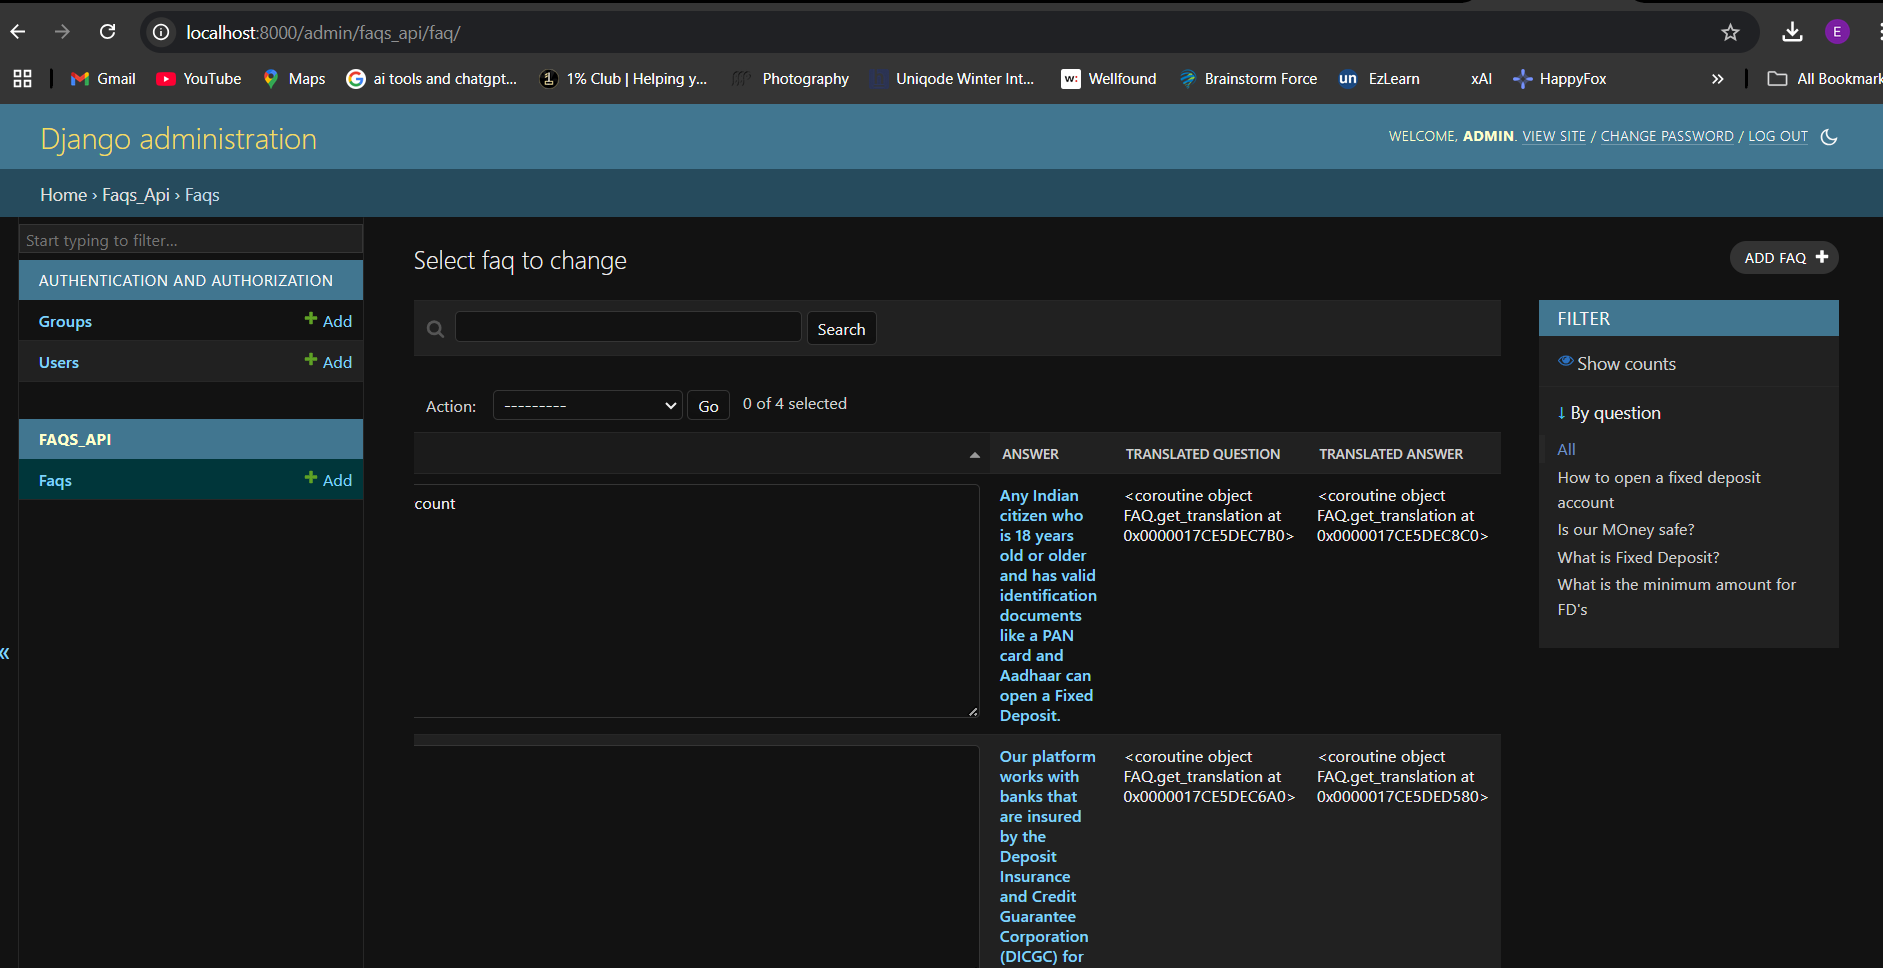 localhost:8000/admin/faqs_api/faq/
E
Gmail YouTube Maps ai tools and chatgpt... 1% Club | Helping y... Photography Uniqode Winter Int... Wellfound Brainstorm Force EzLearn xAI HappyFox » All Bookmark
Django administration
WELCOME, ADMIN. VIEW SITE / CHANGE PASSWORD / LOG OUT
Home › Faqs_Api › Faqs
Start typing to filter...
AUTHENTICATION AND AUTHORIZATION
Groups Add
Users Add
FAQS_API
Faqs Add
«
Select faq to change
ADD FAQ
Search
Action: --------- Go 0 of 4 selected
ANSWER TRANSLATED QUESTION TRANSLATED ANSWER
count
Any Indian
citizen who
is 18 years
old or older
and has valid
identification
documents
like a PAN
card and
Aadhaar can
open a Fixed
Deposit.
<coroutine object
FAQ.get_translation at
0x0000017CE5DEC7B0>
<coroutine object
FAQ.get_translation at
0x0000017CE5DEC8C0>
Our platform
works with
banks that
are insured
by the
Deposit
Insurance
and Credit
Guarantee
Corporation
(DICGC) for
<coroutine object
FAQ.get_translation at
0x0000017CE5DEC6A0>
<coroutine object
FAQ.get_translation at
0x0000017CE5DED580>
FILTER
Show counts
↓ By question
All
How to open a fixed deposit
account
Is our MOney safe?
What is Fixed Deposit?
What is the minimum amount for
FD's